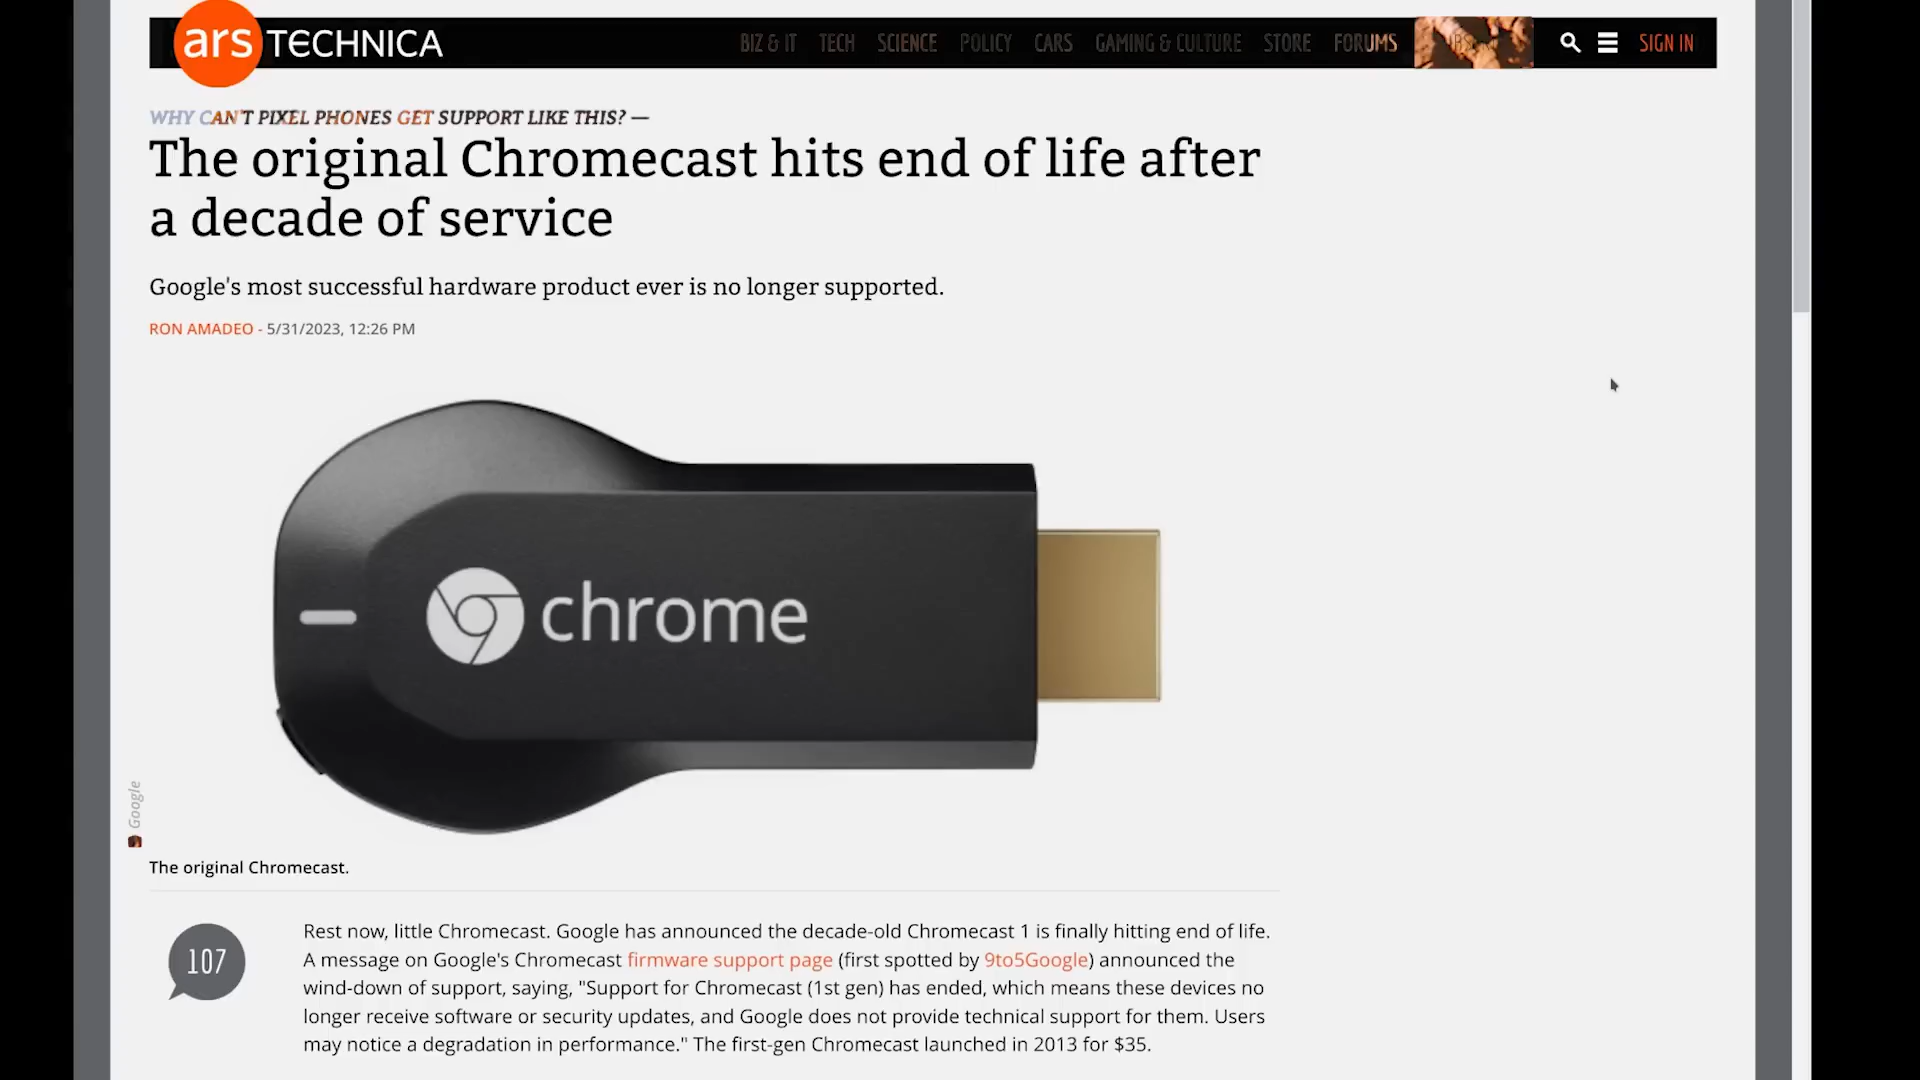 ars TECHNICA
BIZ & IT TECH SCIENCE POLICY CARS GAMING & CULTURE STORE FORUMS SIGN IN
WHY CAN'T PIXEL PHONES GET SUPPORT LIKE THIS? —
The original Chromecast hits end of life after
a decade of service
Google's most successful hardware product ever is no longer supported.
RON AMADEO - 5/31/2023, 12:26 PM
chrome
Google
The original Chromecast.
107
Rest now, little Chromecast. Google has announced the decade-old Chromecast 1 is finally hitting end of life.
A message on Google's Chromecast firmware support page (first spotted by 9to5Google) announced the
wind-down of support, saying, "Support for Chromecast (1st gen) has ended, which means these devices no
longer receive software or security updates, and Google does not provide technical support for them. Users
may notice a degradation in performance." The first-gen Chromecast launched in 2013 for $35.